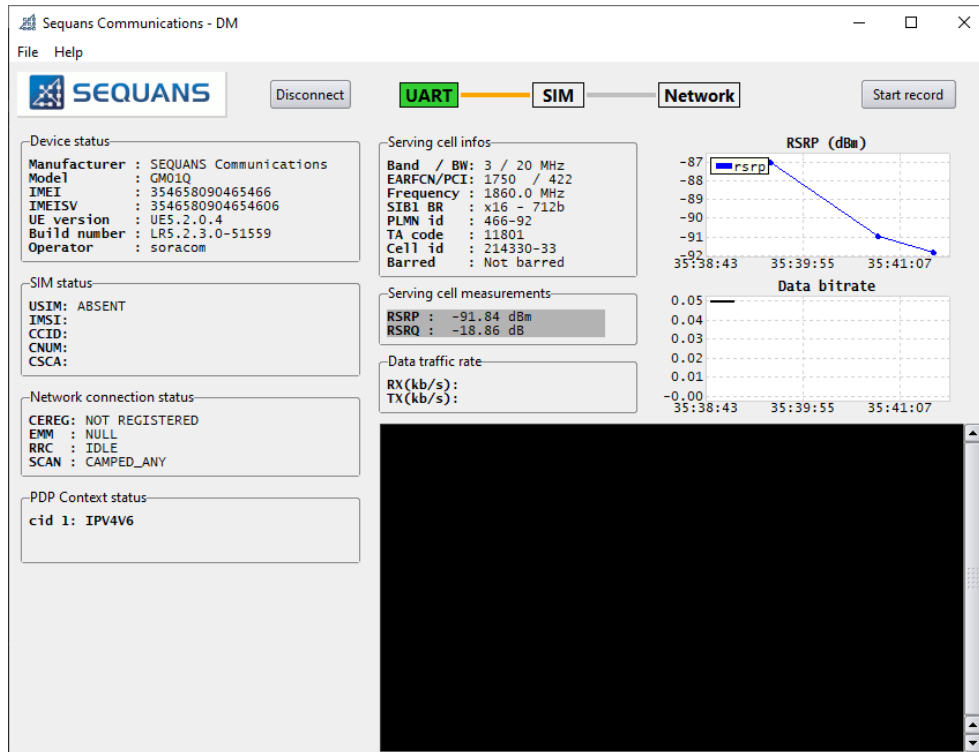 Sequans Communications - DM
File Help
SEQUANS
Disconnect
UART SIM Network
Start record
Device status
Manufacturer : SEQUANS Communications
Model : GM01Q
IMEI : 354658090465466
IMEISV : 3546580904654606
UE version : UE5.2.0.4
Build number : LR5.2.3.0-51559
Operator : soracom
SIM status
USIM: ABSENT
IMSI:
CCID:
CNUM:
CSCA:
Network connection status
CEREG: NOT REGISTERED
EMM : NULL
RRC : IDLE
SCAN : CAMPED_ANY
PDP Context status
cid 1: IPV4V6
Serving cell infos
Band / BW: 3 / 20 MHz
EARFCN/PCI: 1750 / 422
Frequency : 1860.0 MHz
SIB1 BR : x16 - 712b
PLMN id : 466-92
TA code : 11801
Cell id : 214330-33
Barred : Not barred
Serving cell measurements
RSRP : -91.84 dBm
RSRQ : -18.86 dB
Data traffic rate
RX(kb/s):
TX(kb/s):
RSRP (dBm)
rsrp
-87
-88
-89
-90
-91
-92
35:38:43 35:39:55 35:41:07
Data bitrate
0.05
0.04
0.03
0.02
0.01
-0.00
35:38:43 35:39:55 35:41:07